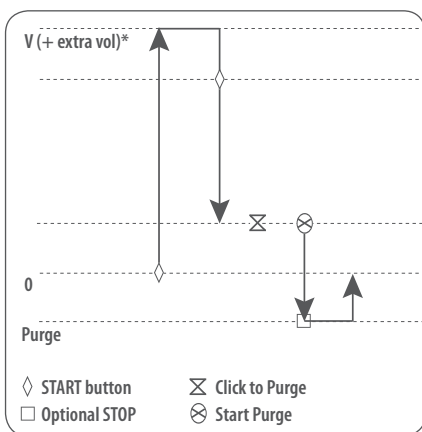 V (+ extra vol)*
0
Purge
START button
Click to Purge
Optional STOP
Start Purge